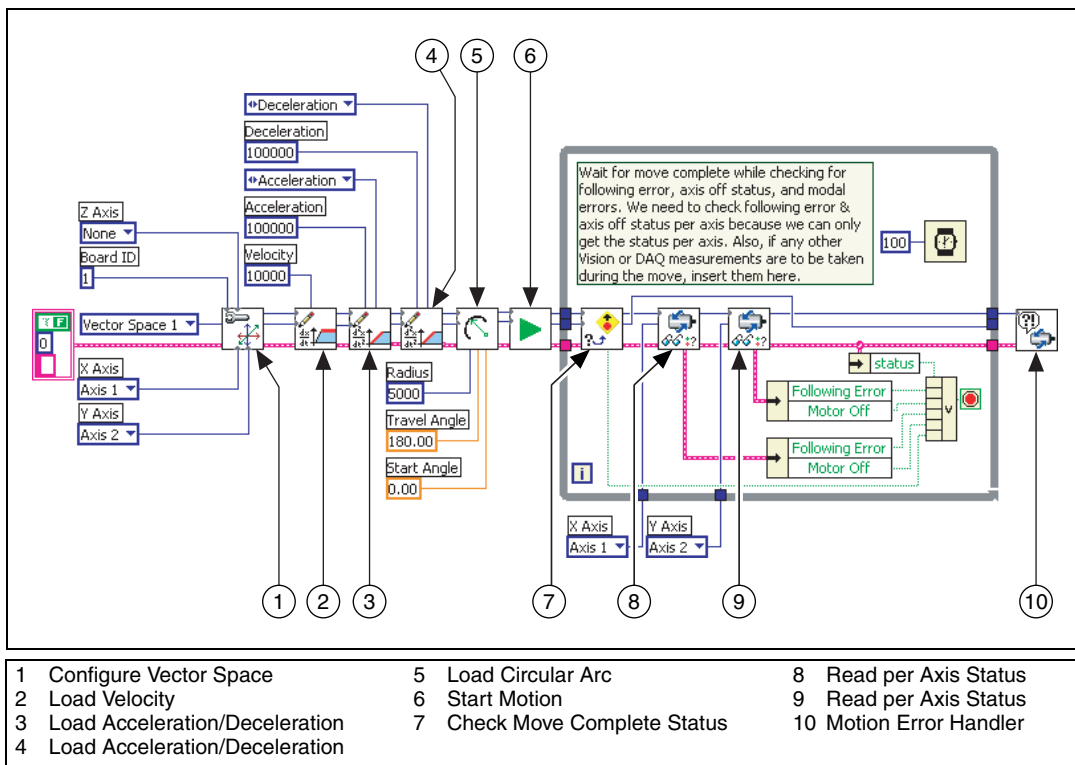 4
5
6
Deceleration
Deceleration
100000
Acceleration
Acceleration
100000
Velocity
10000
Z Axis
None
Board ID
1
Vector Space 1
T F
0
X Axis
Axis 1
Y Axis
Axis 2
Radius
5000
Travel Angle
180.00
Start Angle
0.00
Wait for move complete while checking for
following error, axis off status, and modal
errors. We need to check following error &
axis off status per axis because we can only
get the status per axis. Also, if any other
Vision or DAQ measurements are to be taken
during the move, insert them here.
100
status
Following Error
Motor Off
Following Error
Motor Off
i
X Axis
Axis 1
Y Axis
Axis 2
1
2
3
7
8
9
10
1 Configure Vector Space
2 Load Velocity
3 Load Acceleration/Deceleration
4 Load Acceleration/Deceleration
5 Load Circular Arc
6 Start Motion
7 Check Move Complete Status
8 Read per Axis Status
9 Read per Axis Status
10 Motion Error Handler